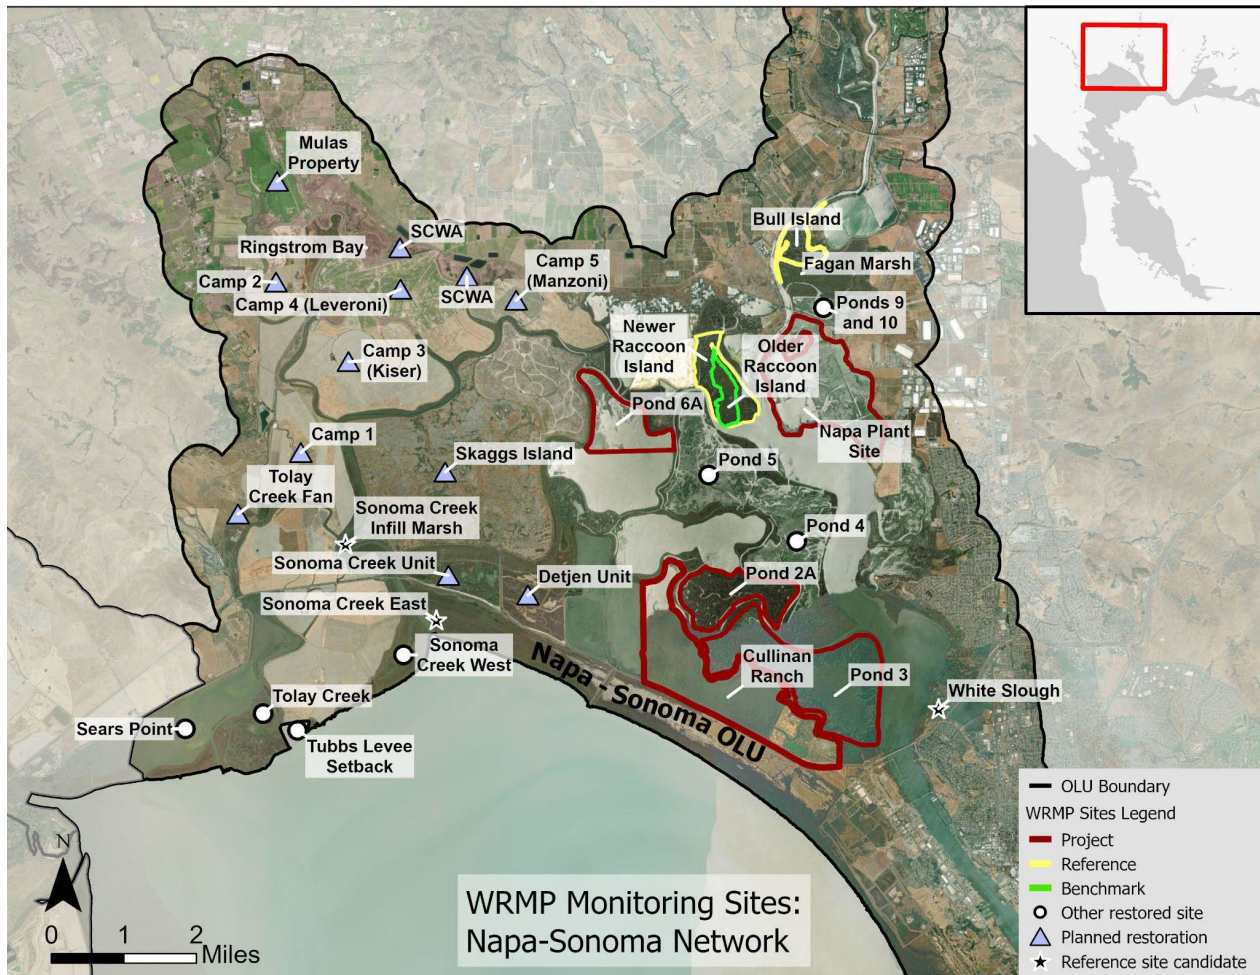 Mulas
Property
SCWA
Ringstrom Bay
Camp 2
Camp 4 (Leveroni)
SCWA
Camp 5
(Manzoni)
Bull Island
Fagan Marsh
Ponds 9
and 10
Newer
Raccoon
Island
Older
Raccoon
Island
Camp 3
(Kiser)
Pond 6A
Napa Plant
Site
Camp 1
Skaggs Island
Pond 5
Tolay
Creek Fan
Sonoma Creek
Infill Marsh
Pond 4
Sonoma Creek Unit
Detjen Unit
Pond 2A
Sonoma Creek East
Sonoma
Creek West
Napa - Sonoma OLU
Cullinan
Ranch
Pond 3
White Slough
Tolay Creek
Sears Point
Tubbs Levee
Setback
N
0 1 2
Miles
WRMP Monitoring Sites:
Napa-Sonoma Network
OLU Boundary
WRMP Sites Legend
Project
Reference
Benchmark
Other restored site
Planned restoration
Reference site candidate